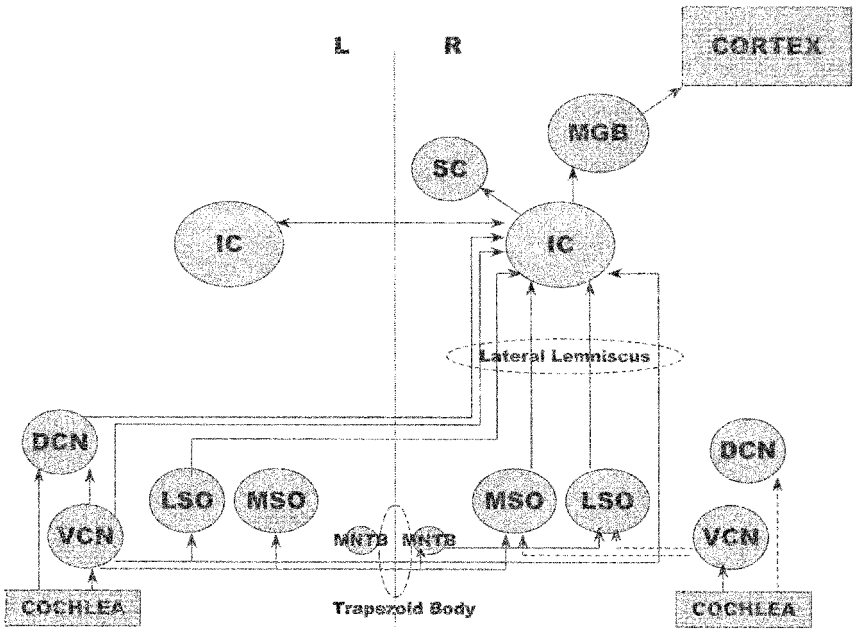 L R
CORTEX
MGB
SC
IC IC
Lateral Lemniscus
DCN DCN
LSO MSO MSO LSO
VCN MNTB MNTB VCN
COCHLEA COCHLEA
Trapezoid Body